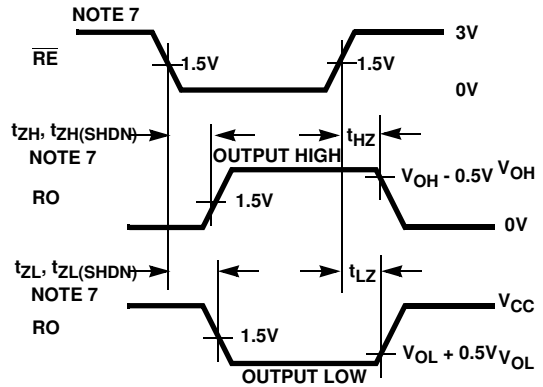 NOTE 7
3V
RE
1.5V
1.5V
0V
tZH, tZH(SHDN)
NOTE 7
tHZ
OUTPUT HIGH
VOH - 0.5V
VOH
RO
1.5V
0V
tZL, tZL(SHDN)
NOTE 7
tLZ
RO
VCC
1.5V
VOL + 0.5V
VOL
OUTPUT LOW